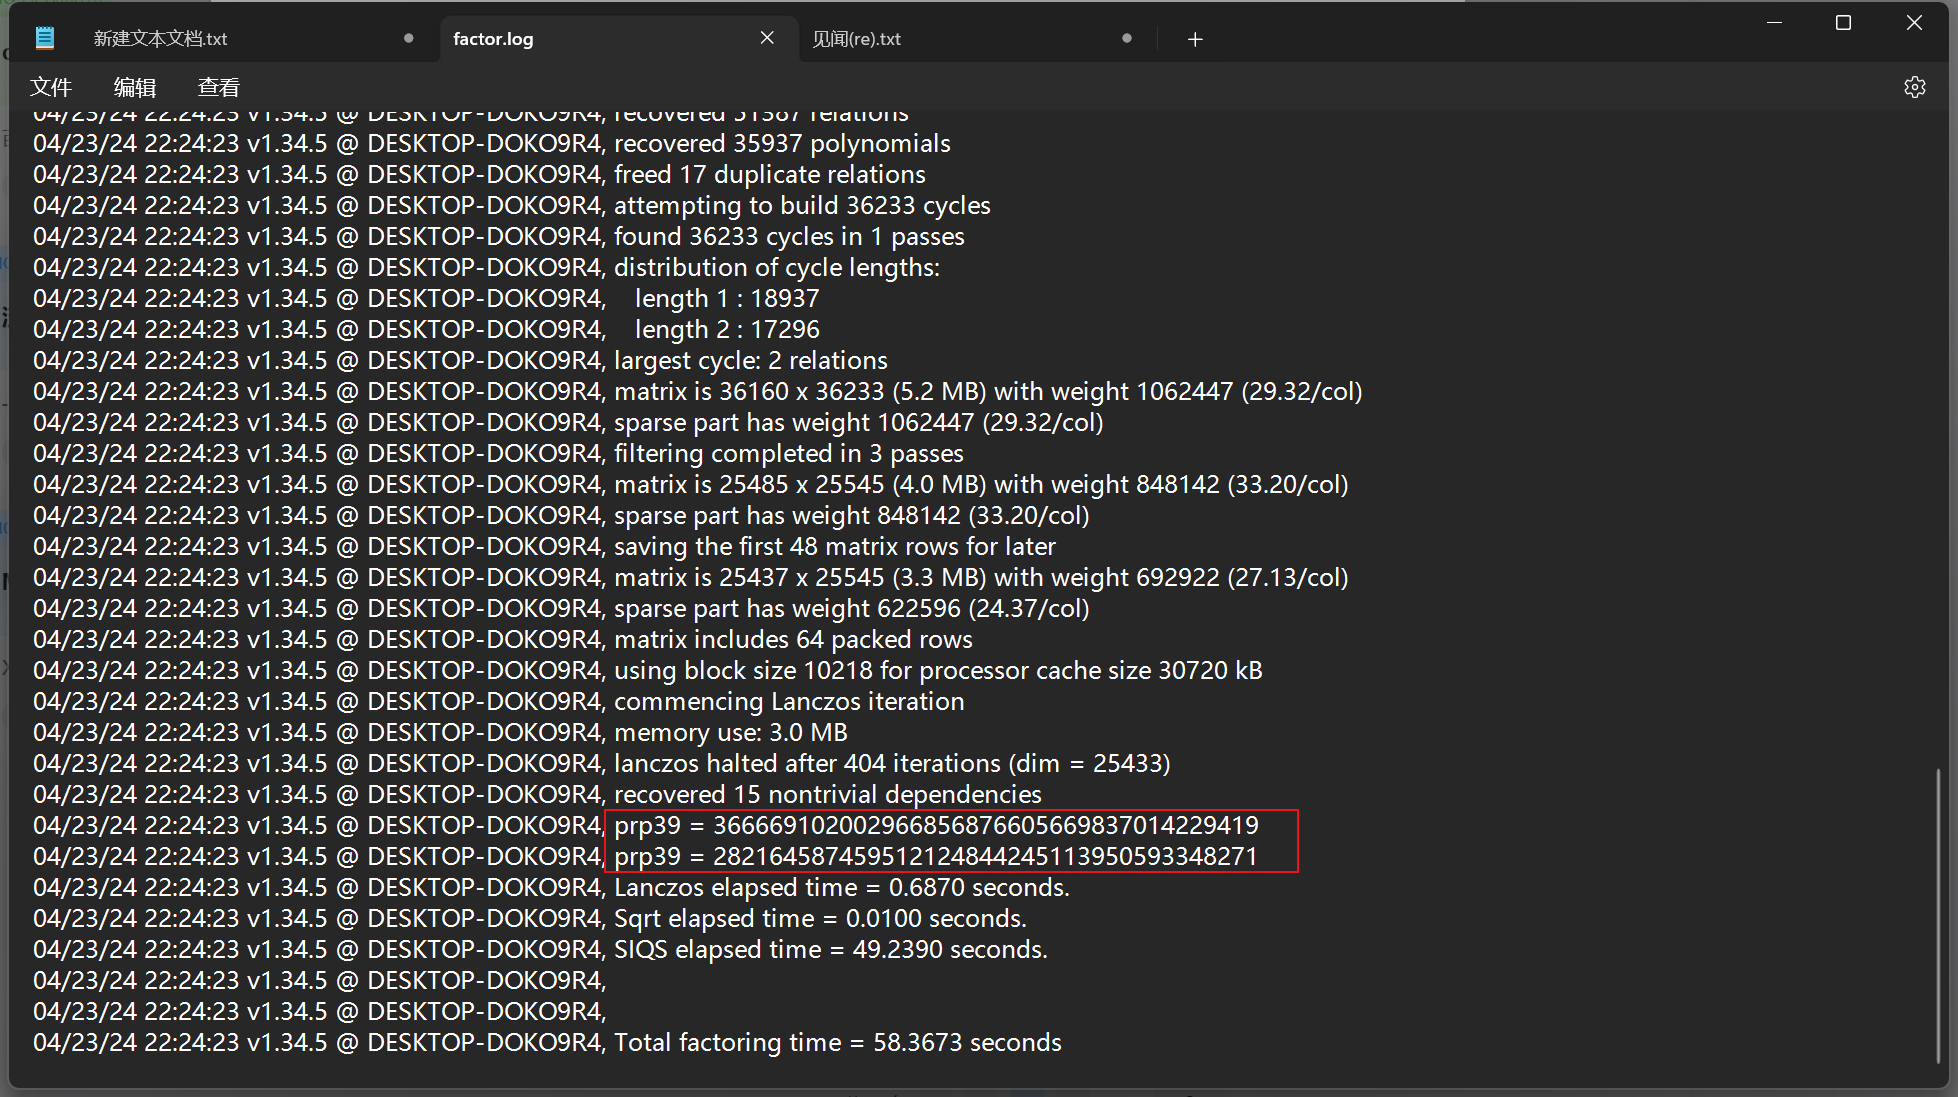 新建文本文档.txt
factor.log
见闻(re).txt
文件 编辑 查看
04/23/24 22:24:23 v1.34.5 @ DESKTOP-DOKO9R4, recovered 51387 relations
04/23/24 22:24:23 v1.34.5 @ DESKTOP-DOKO9R4, recovered 35937 polynomials
04/23/24 22:24:23 v1.34.5 @ DESKTOP-DOKO9R4, freed 17 duplicate relations
04/23/24 22:24:23 v1.34.5 @ DESKTOP-DOKO9R4, attempting to build 36233 cycles
04/23/24 22:24:23 v1.34.5 @ DESKTOP-DOKO9R4, found 36233 cycles in 1 passes
04/23/24 22:24:23 v1.34.5 @ DESKTOP-DOKO9R4, distribution of cycle lengths:
04/23/24 22:24:23 v1.34.5 @ DESKTOP-DOKO9R4, length 1 : 18937
04/23/24 22:24:23 v1.34.5 @ DESKTOP-DOKO9R4, length 2 : 17296
04/23/24 22:24:23 v1.34.5 @ DESKTOP-DOKO9R4, largest cycle: 2 relations
04/23/24 22:24:23 v1.34.5 @ DESKTOP-DOKO9R4, matrix is 36160 x 36233 (5.2 MB) with weight 1062447 (29.32/col)
04/23/24 22:24:23 v1.34.5 @ DESKTOP-DOKO9R4, sparse part has weight 1062447 (29.32/col)
04/23/24 22:24:23 v1.34.5 @ DESKTOP-DOKO9R4, filtering completed in 3 passes
04/23/24 22:24:23 v1.34.5 @ DESKTOP-DOKO9R4, matrix is 25485 x 25545 (4.0 MB) with weight 848142 (33.20/col)
04/23/24 22:24:23 v1.34.5 @ DESKTOP-DOKO9R4, sparse part has weight 848142 (33.20/col)
04/23/24 22:24:23 v1.34.5 @ DESKTOP-DOKO9R4, saving the first 48 matrix rows for later
04/23/24 22:24:23 v1.34.5 @ DESKTOP-DOKO9R4, matrix is 25437 x 25545 (3.3 MB) with weight 692922 (27.13/col)
04/23/24 22:24:23 v1.34.5 @ DESKTOP-DOKO9R4, sparse part has weight 622596 (24.37/col)
04/23/24 22:24:23 v1.34.5 @ DESKTOP-DOKO9R4, matrix includes 64 packed rows
04/23/24 22:24:23 v1.34.5 @ DESKTOP-DOKO9R4, using block size 10218 for processor cache size 30720 kB
04/23/24 22:24:23 v1.34.5 @ DESKTOP-DOKO9R4, commencing Lanczos iteration
04/23/24 22:24:23 v1.34.5 @ DESKTOP-DOKO9R4, memory use: 3.0 MB
04/23/24 22:24:23 v1.34.5 @ DESKTOP-DOKO9R4, lanczos halted after 404 iterations (dim = 25433)
04/23/24 22:24:23 v1.34.5 @ DESKTOP-DOKO9R4, recovered 15 nontrivial dependencies
04/23/24 22:24:23 v1.34.5 @ DESKTOP-DOKO9R4, prp39 = 366669102002966856876605669837014229419
04/23/24 22:24:23 v1.34.5 @ DESKTOP-DOKO9R4, prp39 = 282164587459512124844245113950593348271
04/23/24 22:24:23 v1.34.5 @ DESKTOP-DOKO9R4, Lanczos elapsed time = 0.6870 seconds.
04/23/24 22:24:23 v1.34.5 @ DESKTOP-DOKO9R4, Sqrt elapsed time = 0.0100 seconds.
04/23/24 22:24:23 v1.34.5 @ DESKTOP-DOKO9R4, SIQS elapsed time = 49.2390 seconds.
04/23/24 22:24:23 v1.34.5 @ DESKTOP-DOKO9R4,
04/23/24 22:24:23 v1.34.5 @ DESKTOP-DOKO9R4,
04/23/24 22:24:23 v1.34.5 @ DESKTOP-DOKO9R4, Total factoring time = 58.3673 seconds